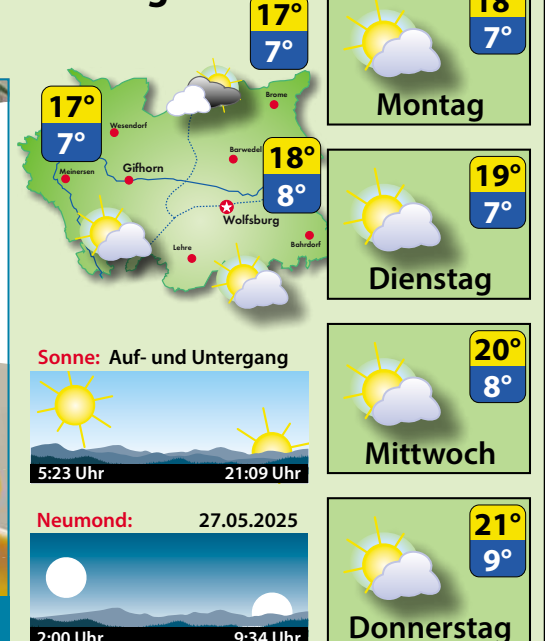 17°
7°
17°
7°
18°
8°
Brome
Wesendorf
Barwedel
Meinersen
Gifhorn
Wolfsburg
Lehre
Bahrdorf
Sonne: Auf- und Untergang
5:23 Uhr 21:09 Uhr
Neumond: 27.05.2025
2:00 Uhr 9:34 Uhr
18°
7°
Montag
19°
7°
Dienstag
20°
8°
Mittwoch
21°
9°
Donnerstag